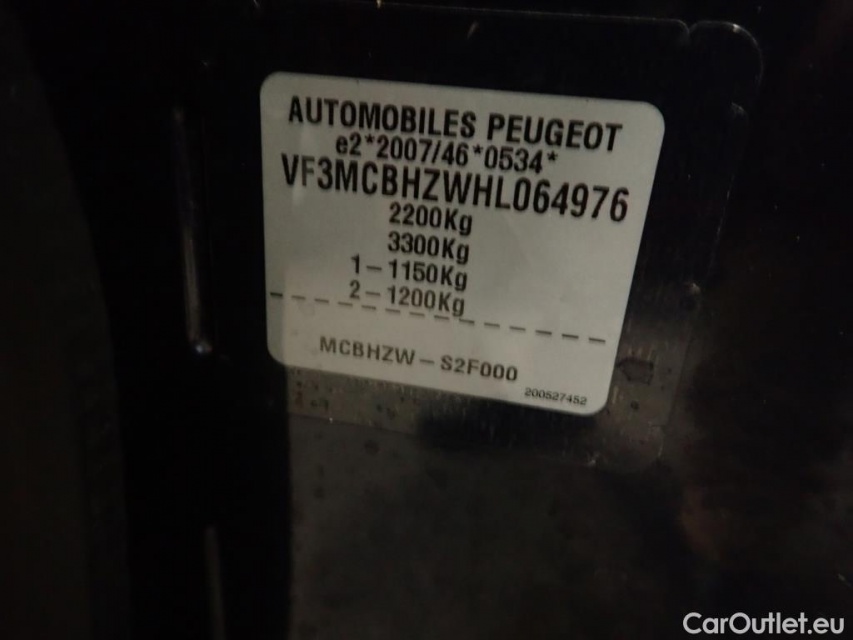 AUTOMOBILES PEUGEOT
e2*2007/46*0534*
VF3MCBHZWHL064976
2200Kg
3300Kg
1-1150Kg
2-1200Kg
MCBHZW-S2F000
200527452
CarOutlet.eu